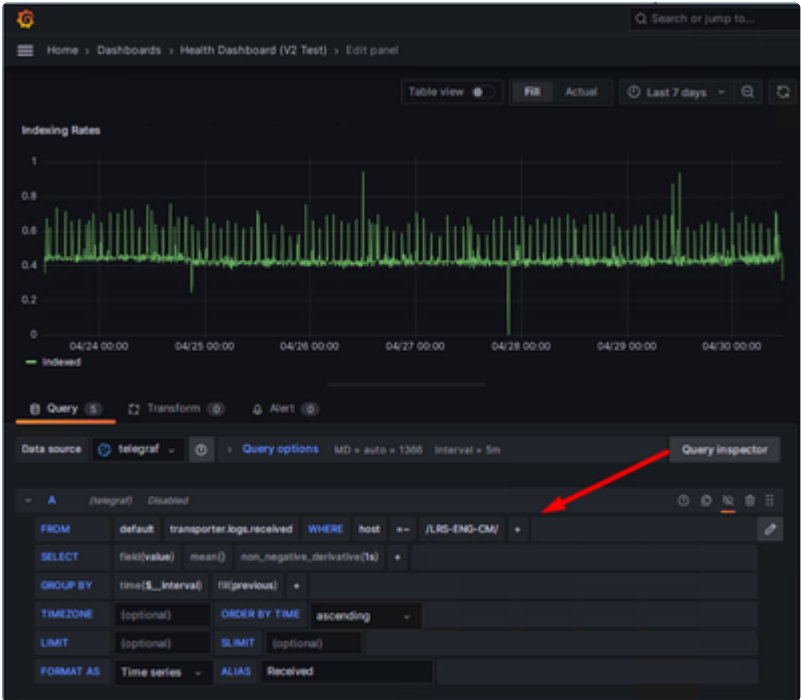 Search or jump to...
Home › Dashboards › Health Dashboard (V2 Test) › Edit panel
Table view Fill Actual Last 7 days
Indexing Rates
1
0.8
0.6
0.4
0.2
0
04/24 00:00 04/25 00:00 04/26 00:00 04/27 00:00 04/28 00:00 04/29 00:00 04/30 00:00
Indexed
Query 5 Transform 0 Alert 0
Data source telegraf › Query options MD = auto = 1366 Interval = 5m Query inspector
A (telegraf) Disabled
FROM default transporter.logs.received WHERE host =~ /LRS-ENG-CM/ +
SELECT field(value) mean() non_negative_derivative(1s) +
GROUP BY time($__interval) fill(previous) +
TIMEZONE (optional) ORDER BY TIME ascending
LIMIT (optional) SLIMIT (optional)
FORMAT AS Time series ALIAS Received